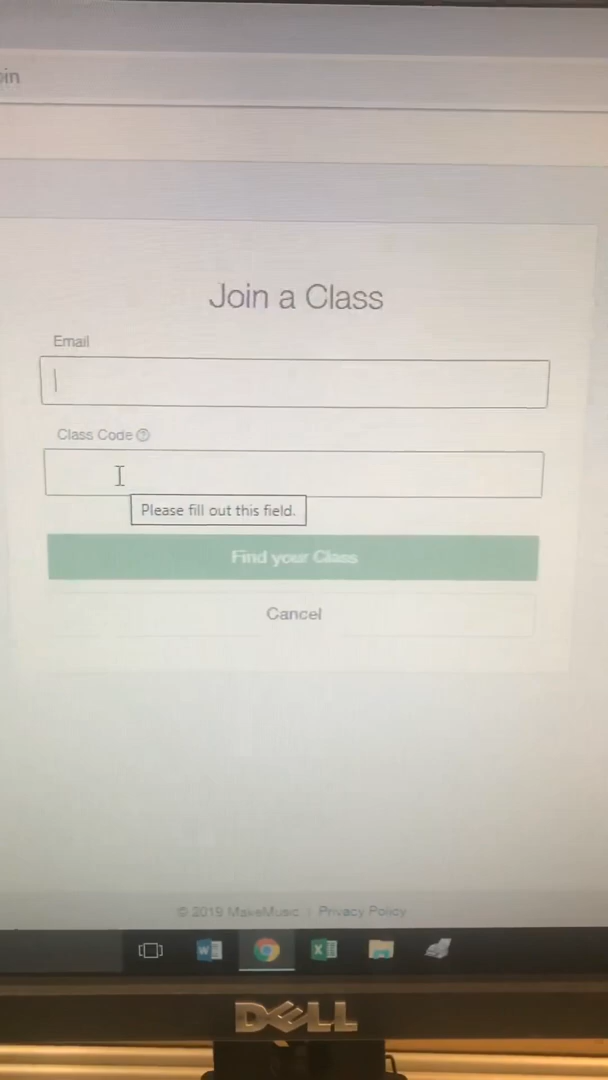 oin
Join a Class
Email
Class Code ?
Please fill out this field.
Find your Class
Cancel
© 2019 MakeMusic | Privacy Policy
W
X
DELL